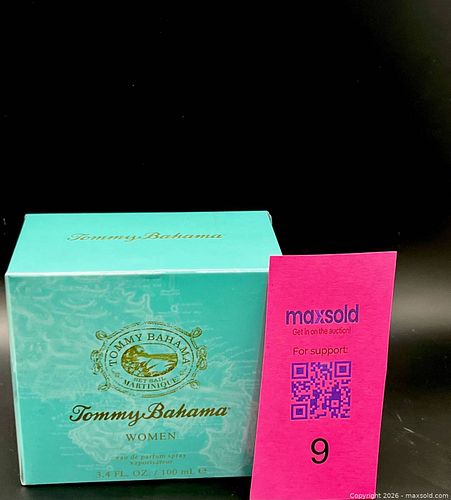 Tommy Bahama
TOMMY BAHAMA
SET SAIL
MARTINIQUE
Tommy Bahama
WOMEN
eau de parfum spray
vaporisateur
3.4 FL. OZ. / 100 mL ℮
maxsold
Get in on the auction!
For support:
9
Copyright 2026 - maxsold.com